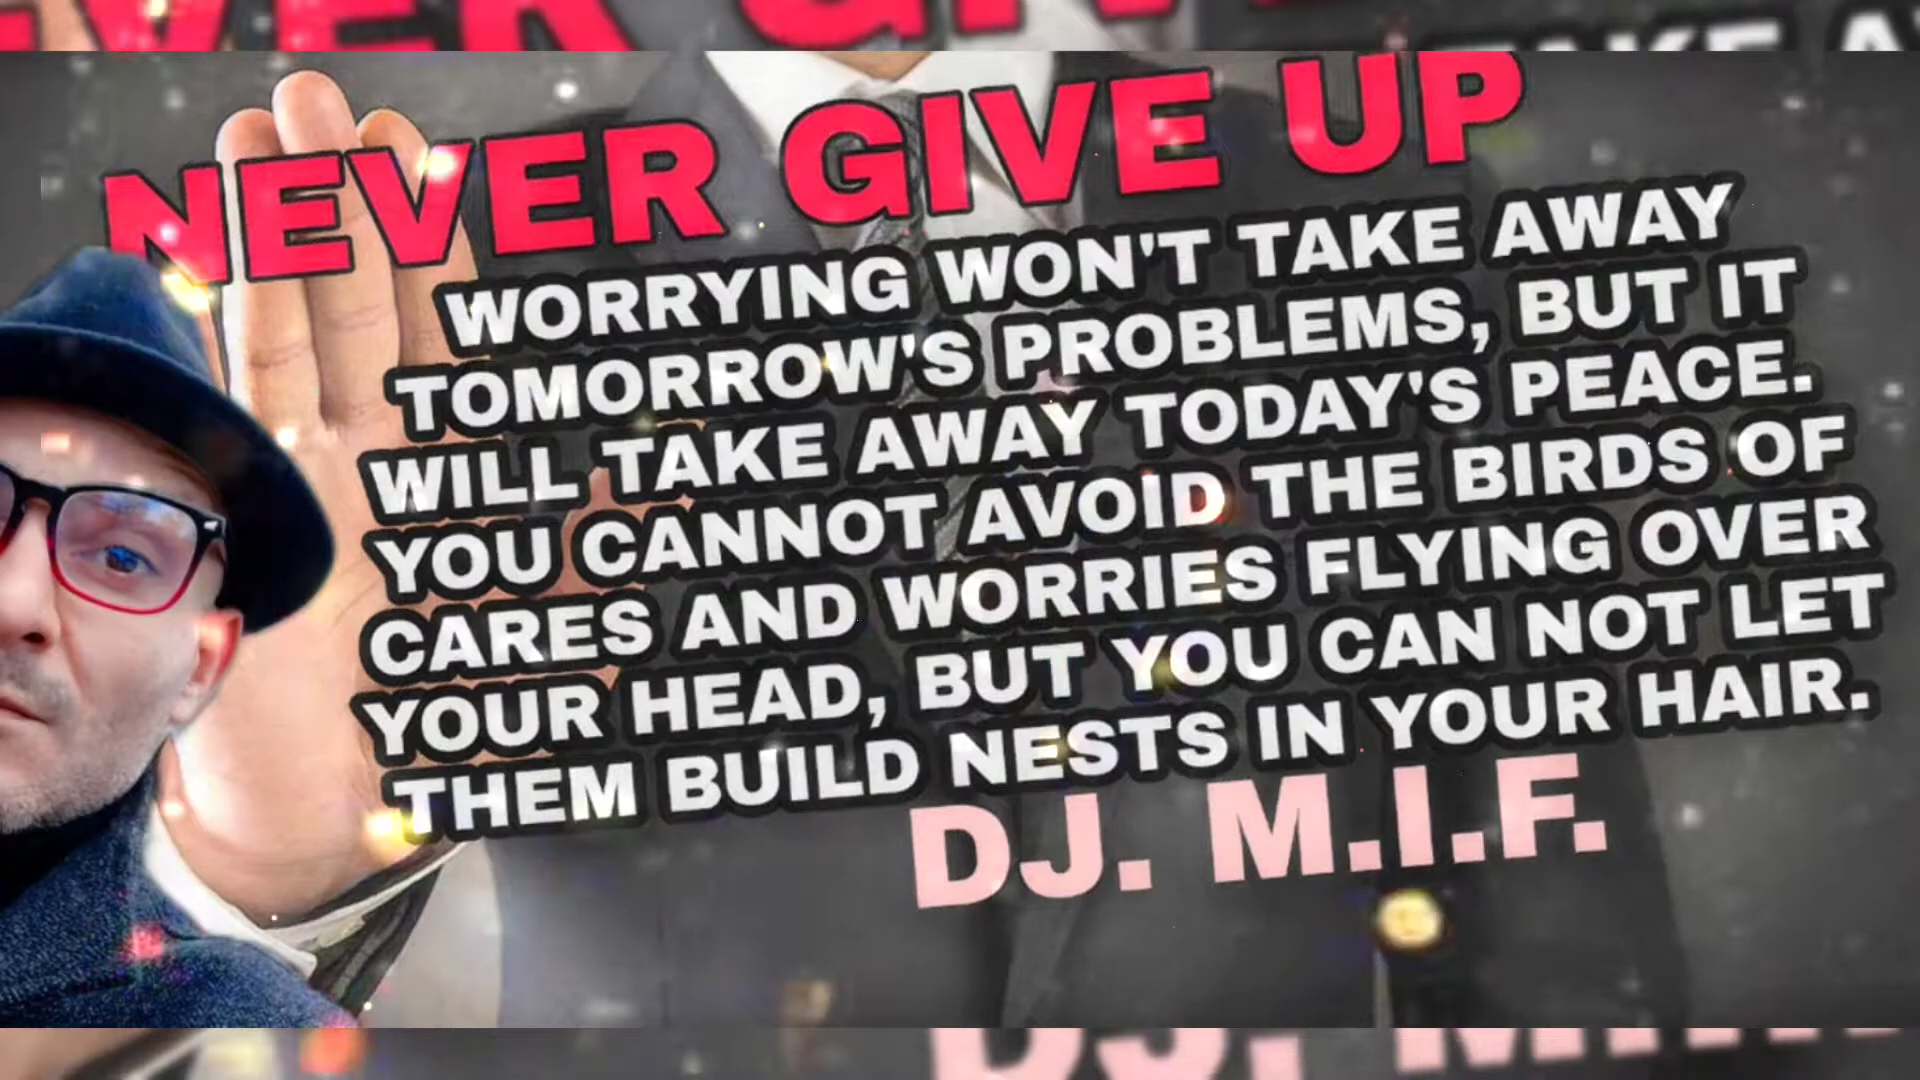 NEVER GIVE UP
WORRYING WON'T TAKE AWAY
TOMORROW'S PROBLEMS, BUT IT
WILL TAKE AWAY TODAY'S PEACE.
YOU CANNOT AVOID THE BIRDS OF
CARES AND WORRIES FLYING OVER
YOUR HEAD, BUT YOU CAN NOT LET
THEM BUILD NESTS IN YOUR HAIR.
DJ. M.I.F.